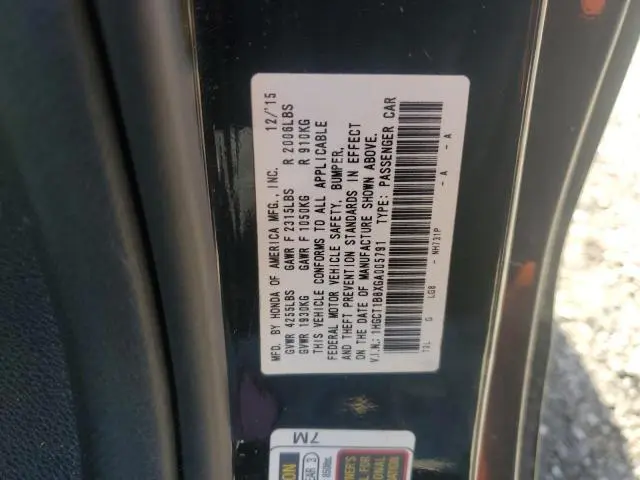 MFD. BY HONDA OF AMERICA MFG., INC. 12/'15
GVWR 4255LBS GAWR F 2315LBS R 2006LBS
GVWR 1930KG GAWR F 1050KG R 910KG
THIS VEHICLE CONFORMS TO ALL APPLICABLE
FEDERAL MOTOR VEHICLE SAFETY, BUMPER,
AND THEFT PREVENTION STANDARDS IN EFFECT
ON THE DATE OF MANUFACTURE SHOWN ABOVE.
V.I.N.: 1HGCT1B8XGA005791 TYPE: PASSENGER CAR
G LG8 - NH731P - A - A
7M
EAR 3